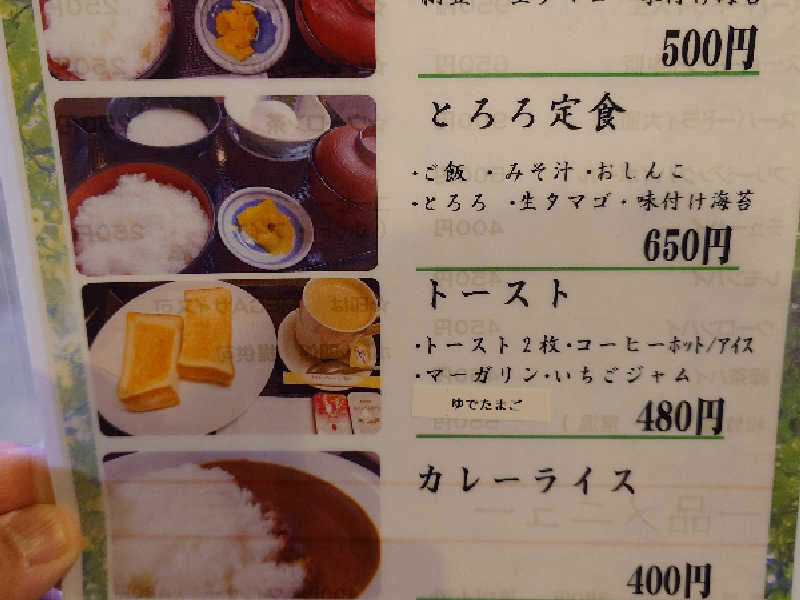 500円
とろろ定食
・ご飯 ・みそ汁・おしんこ
・とろろ ・生タマゴ・味付け海苔
650円
トースト
・トースト2枚・コーヒーホット/アイス
・マーガリン・いちごジャム
ゆでたまご
480円
カレーライス
400円